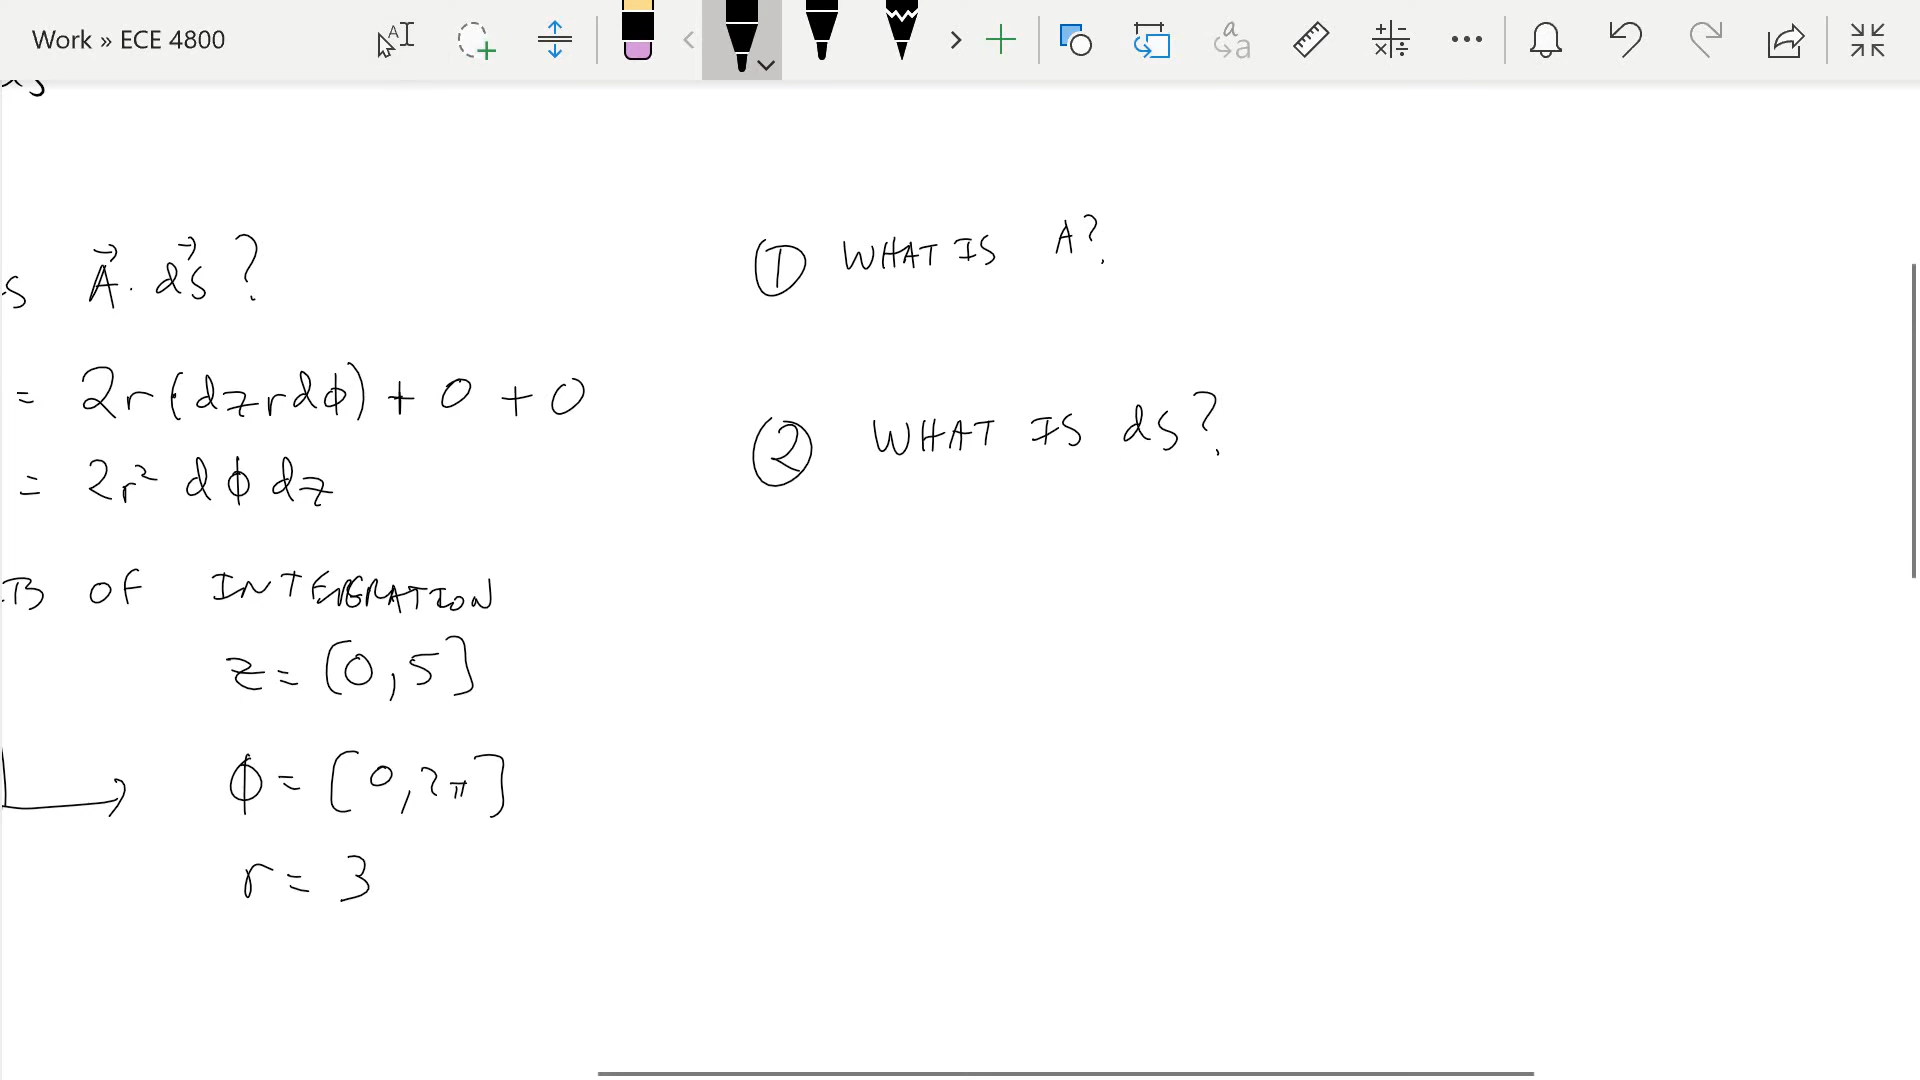 Work » ECE 4800
S A⃗ . ds⃗ ?
= 2r (dzrdϕ) + 0 + 0
= 2r² dϕ dz
OF INTEGRATION
z = [0,5]
ϕ = [0,2π]
r = 3
① WHAT IS A?
② WHAT IS ds?